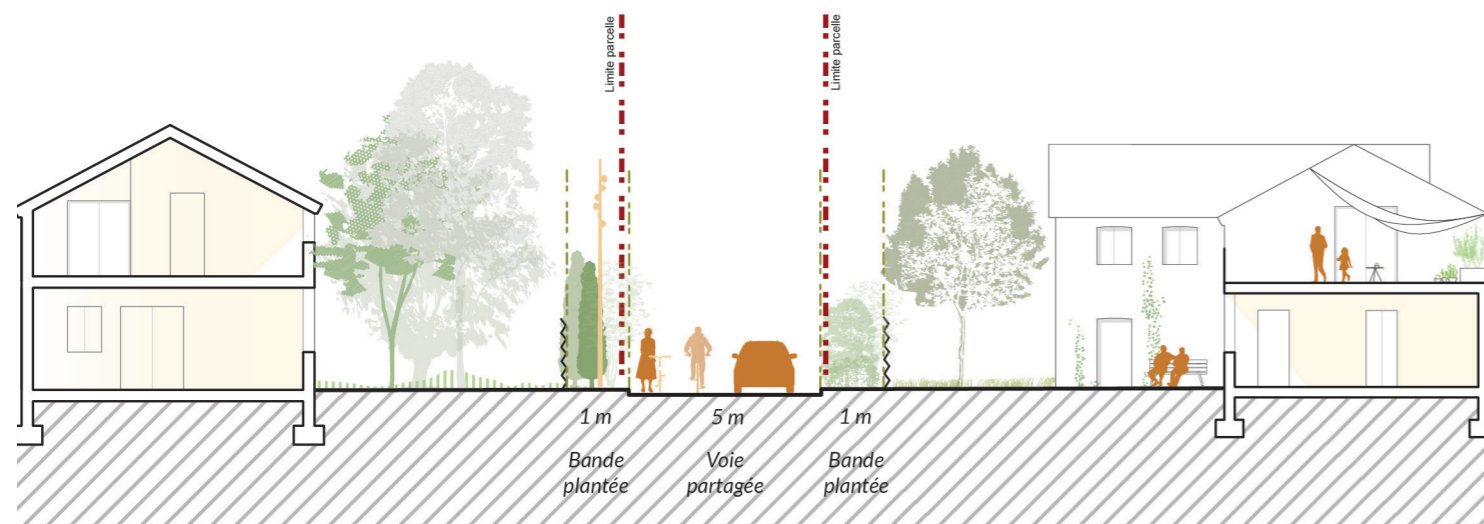 Limite parcelle
Limite parcelle
1 m
5 m
1 m
Bande
plantée
Voie
partagée
Bande
plantée